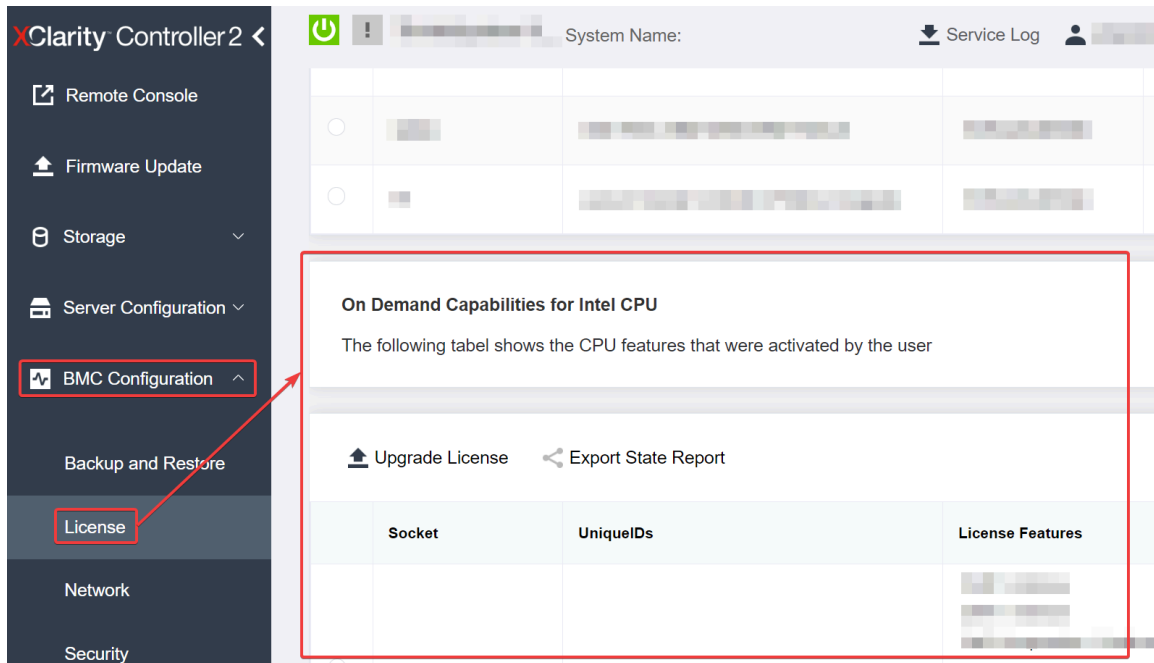 XClarity Controller 2
System Name:
Service Log
Remote Console
Firmware Update
Storage
Server Configuration
BMC Configuration
Backup and Restore
License
Network
Security
On Demand Capabilities for Intel CPU
The following tabel shows the CPU features that were activated by the user
Upgrade License
Export State Report
Socket UniqueIDs License Features